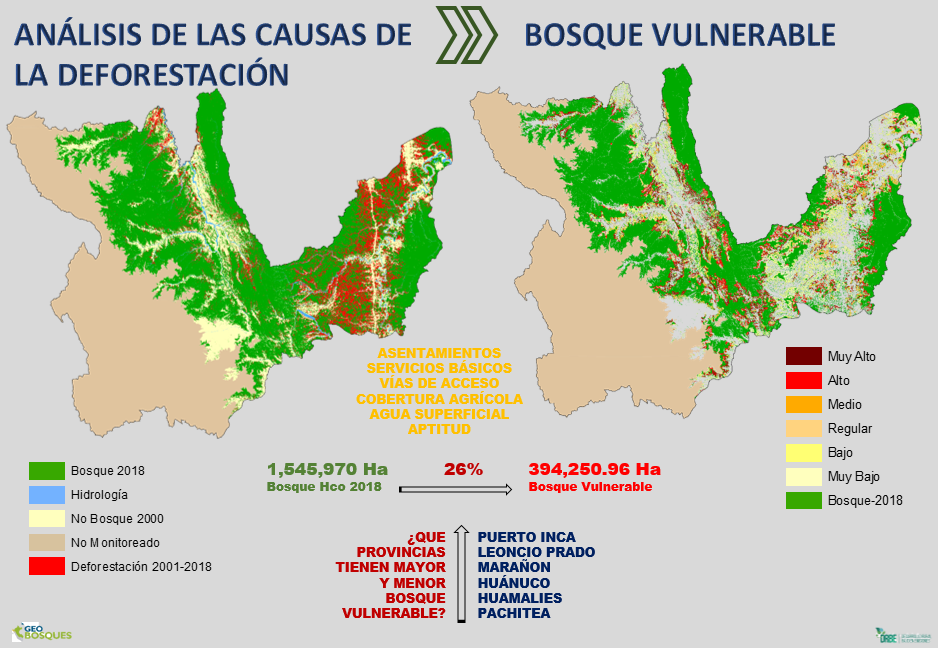 ANÁLISIS DE LAS CAUSAS DE
LA DEFORESTACIÓN
BOSQUE VULNERABLE
ASENTAMIENTOS
SERVICIOS BÁSICOS
VÍAS DE ACCESO
COBERTURA AGRÍCOLA
AGUA SUPERFICIAL
APTITUD
Muy Alto
Alto
Medio
Regular
Bajo
Muy Bajo
Bosque-2018
Bosque 2018
Hidrología
No Bosque 2000
No Monitoreado
Deforestación 2001-2018
1,545,970 Ha
Bosque Hco 2018
26%
394,250.96 Ha
Bosque Vulnerable
¿QUE
PROVINCIAS
TIENEN MAYOR
Y MENOR
BOSQUE
VULNERABLE?
PUERTO INCA
LEONCIO PRADO
MARAÑON
HUÁNUCO
HUAMALIES
PACHITEA
GEO
BOSQUES